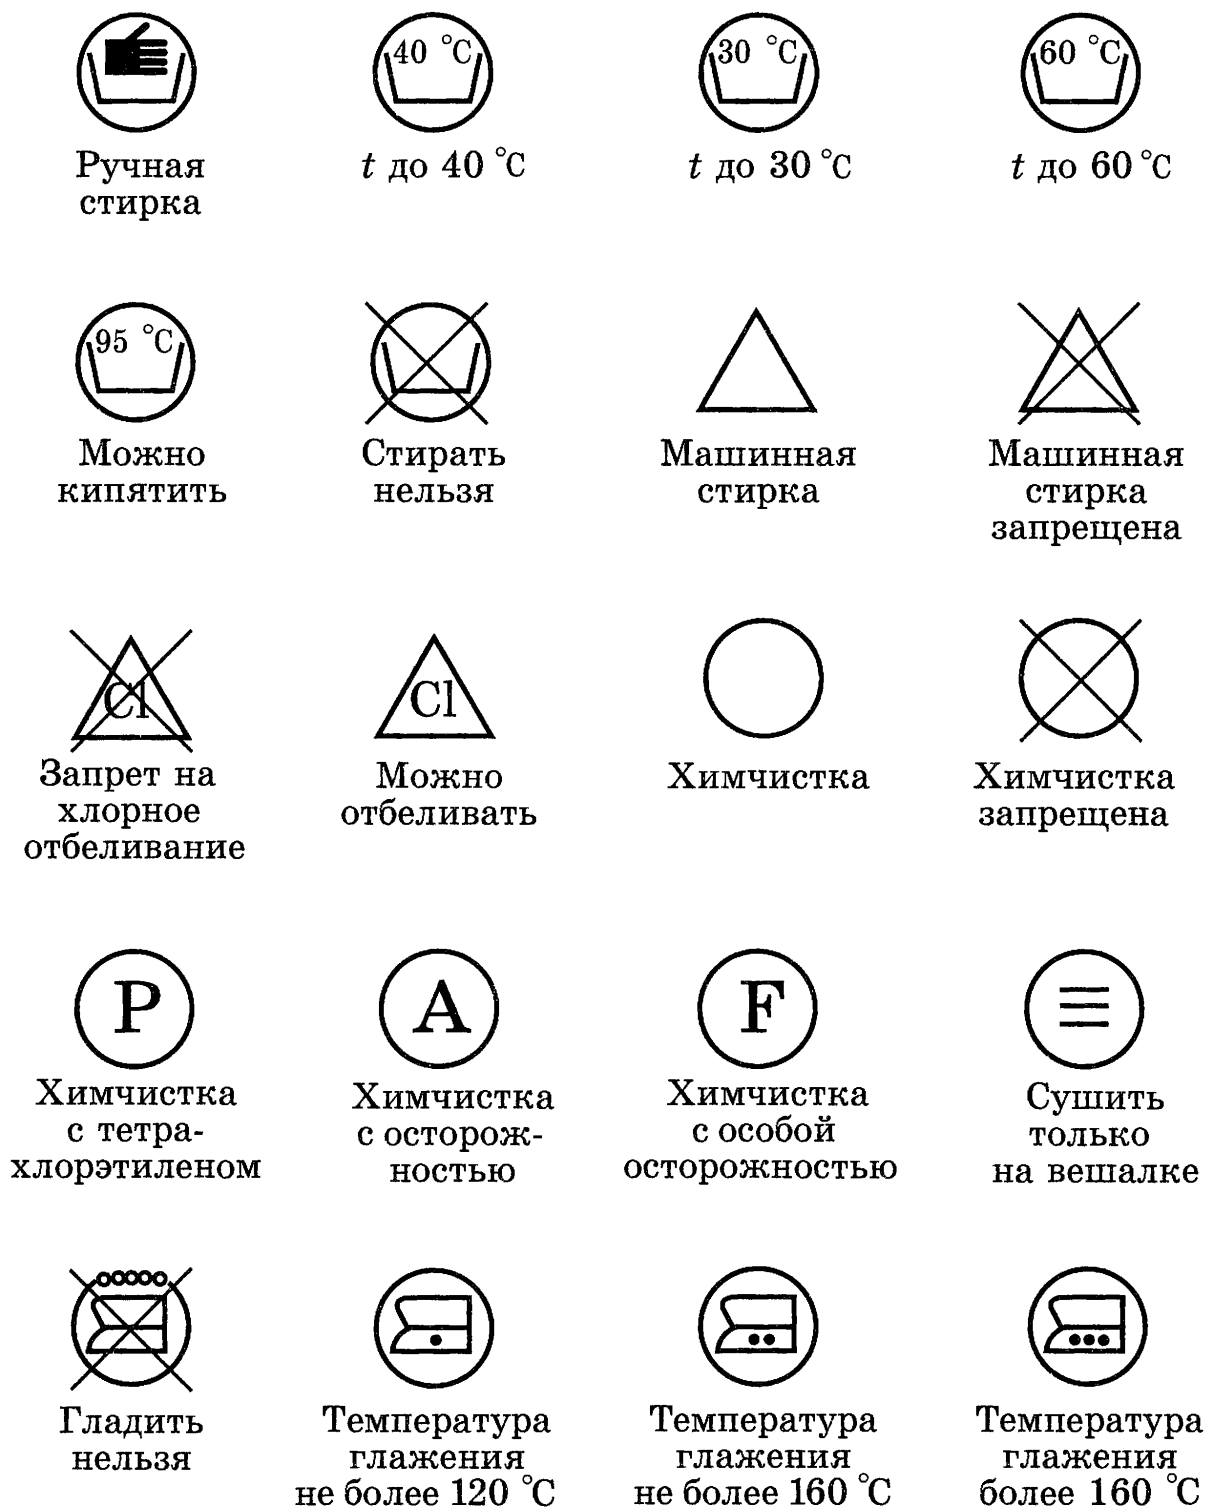 40 °C
30 °C
60 °C
Ручная
стирка
t до 40 °C
t до 30 °C
t до 60 °C
95 °C
Можно
кипятить
Стирать
нельзя
Машинная
стирка
Машинная
стирка
запрещена
Cl
Cl
Запрет на
хлорное
отбеливание
Можно
отбеливать
Химчистка
Химчистка
запрещена
P
A
F
Химчистка
с тетра-
хлорэтиленом
Химчистка
с осторож-
ностью
Химчистка
с особой
осторожностью
Сушить
только
на вешалке
Гладить
нельзя
Температура
глажения
не более 120 °C
Температура
глажения
не более 160 °C
Температура
глажения
более 160 °C